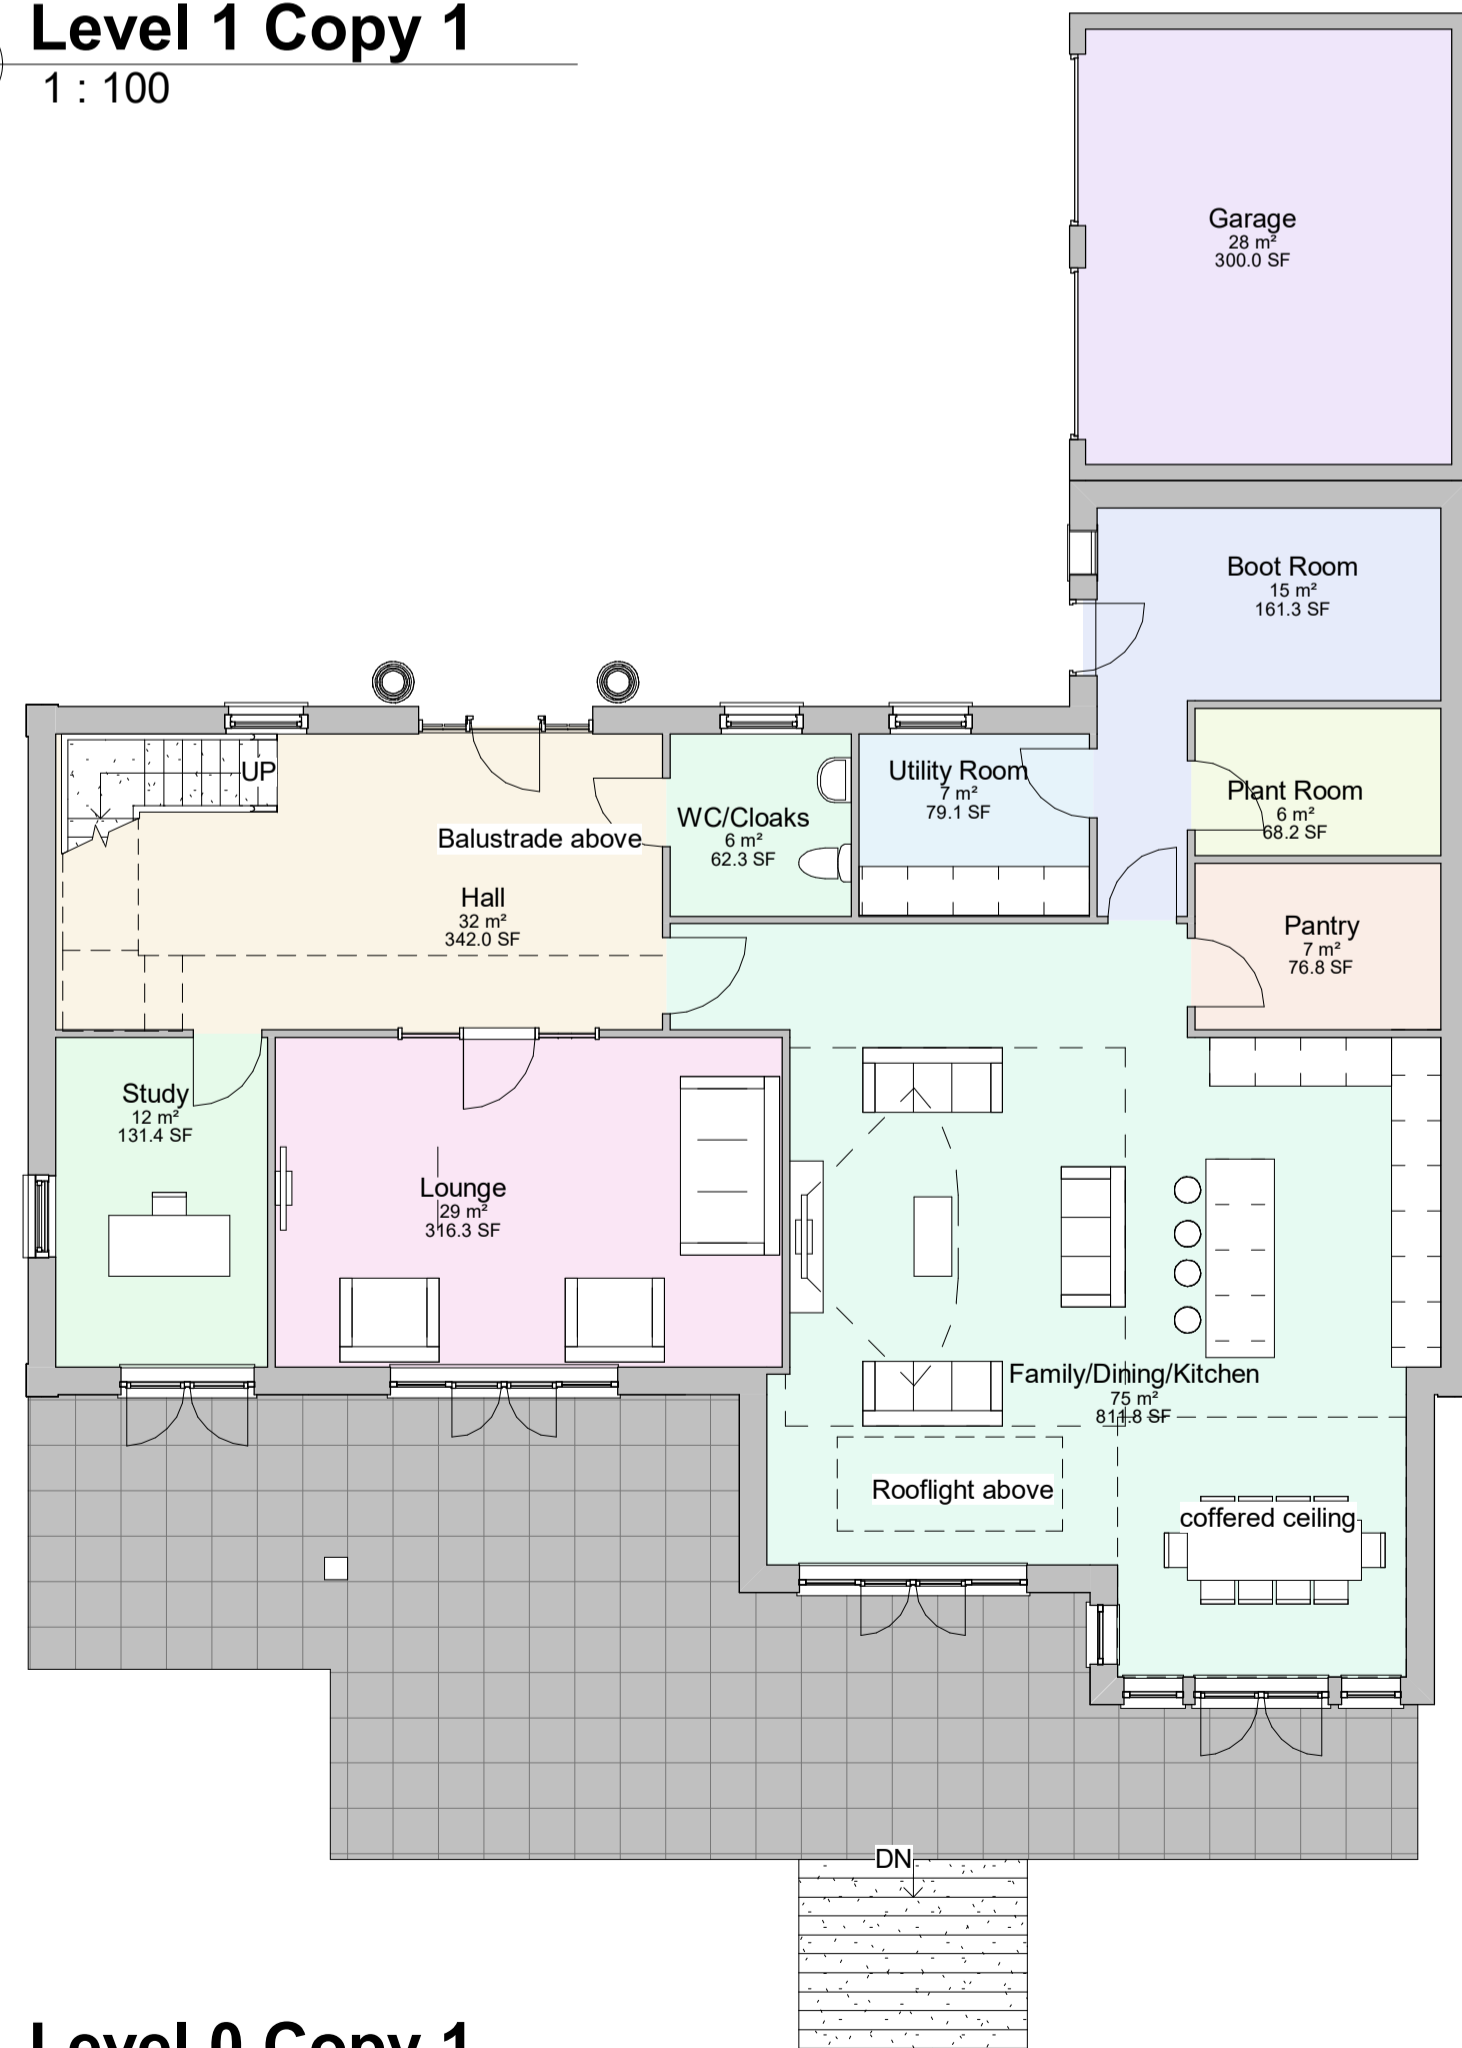 Level 1 Copy 1
1 : 100
Garage
28 m²
300.0 SF
Boot Room
15 m²
161.3 SF
UP
Balustrade above
Hall
32 m²
342.0 SF
WC/Cloaks
6 m²
62.3 SF
Utility Room
7 m²
79.1 SF
Plant Room
6 m²
68.2 SF
Pantry
7 m²
76.8 SF
Study
12 m²
131.4 SF
Lounge
29 m²
316.3 SF
Family/Dining/Kitchen
75 m²
811.8 SF
Rooflight above
coffered ceiling
DN
Level 0 Copy 1